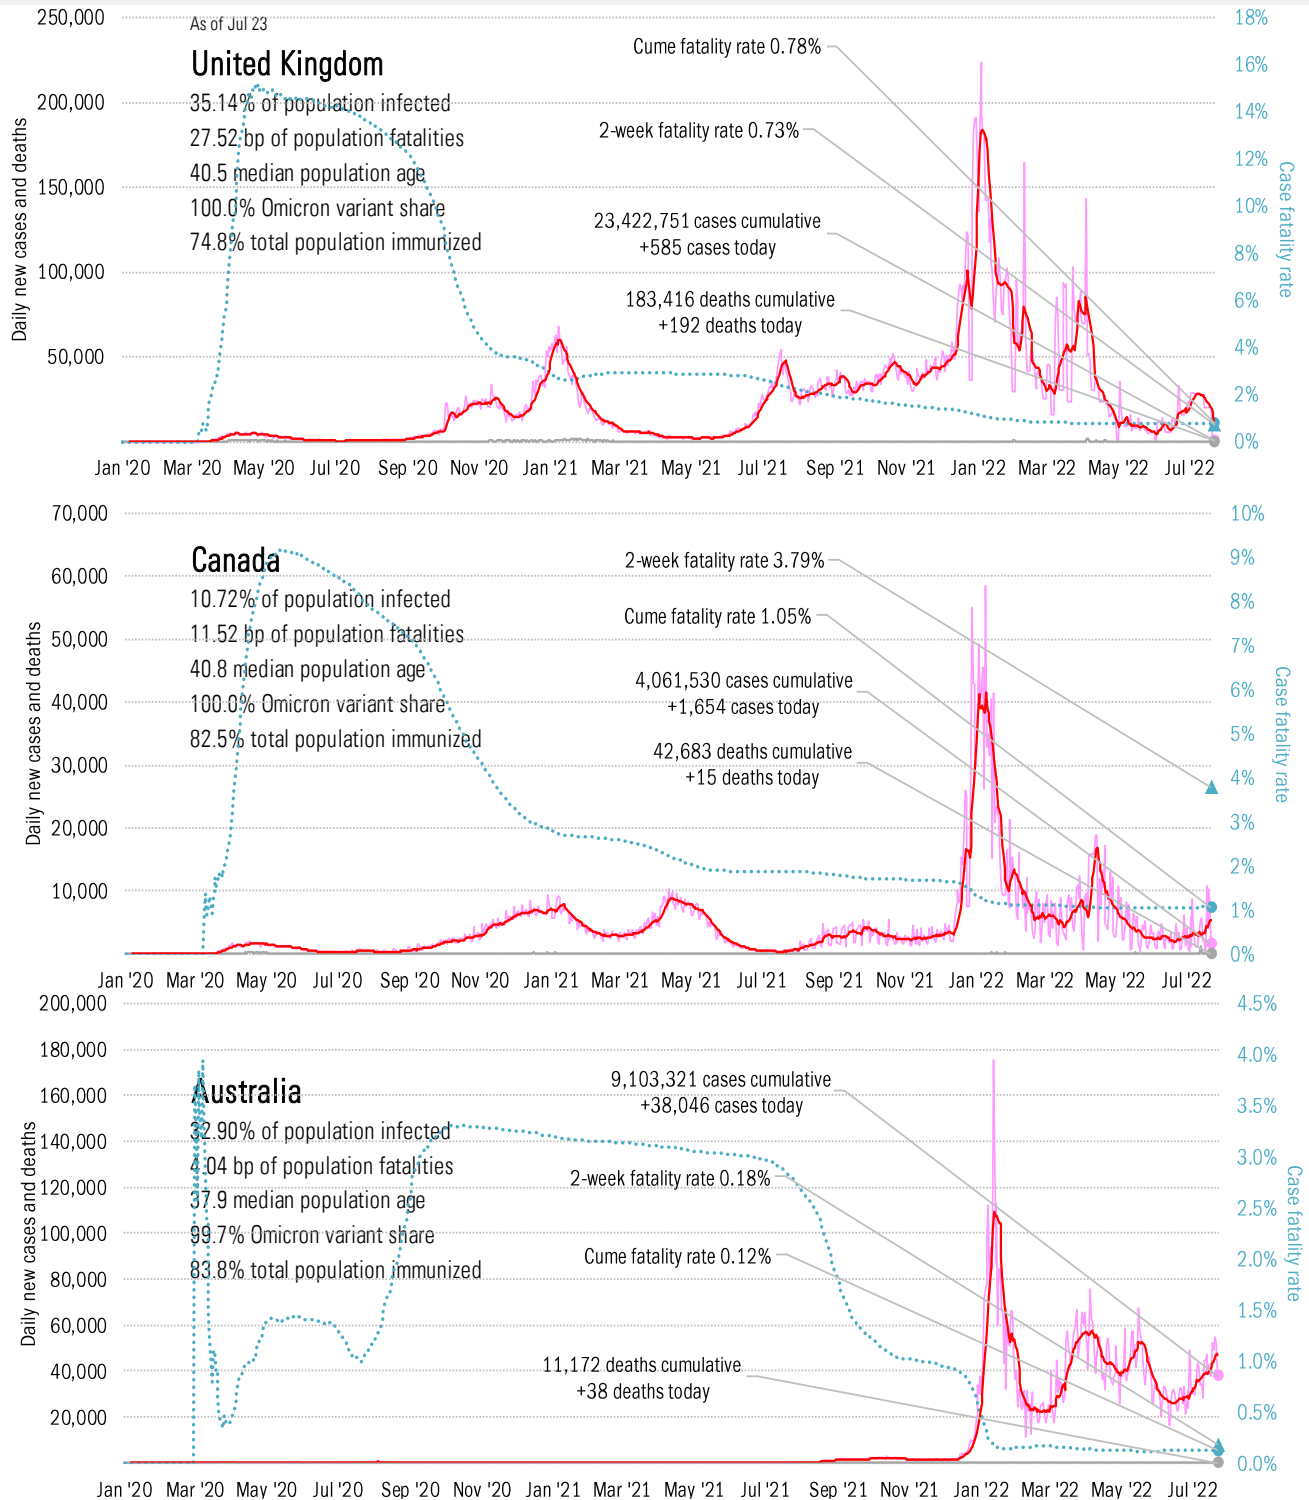 250,000
200,000
150,000
100,000
50,000
Daily new cases and deaths
As of Jul 23
United Kingdom
35.14% of population infected
27.52 bp of population fatalities
40.5 median population age
100.0% Omicron variant share
74.8% total population immunized
Cume fatality rate 0.78%
2-week fatality rate 0.73%
23,422,751 cases cumulative
+585 cases today
183,416 deaths cumulative
+192 deaths today
18%
16%
14%
12%
10%
8%
6%
4%
2%
0%
Case fatality rate
Jan '20 Mar '20 May '20 Jul '20 Sep '20 Nov '20 Jan '21 Mar '21 May '21 Jul '21 Sep '21 Nov '21 Jan '22 Mar '22 May '22 Jul '22
70,000
60,000
50,000
40,000
30,000
20,000
10,000
Daily new cases and deaths
Canada
10.72% of population infected
11.52 bp of population fatalities
40.8 median population age
100.0% Omicron variant share
82.5% total population immunized
2-week fatality rate 3.79%
Cume fatality rate 1.05%
4,061,530 cases cumulative
+1,654 cases today
42,683 deaths cumulative
+15 deaths today
10%
9%
8%
7%
6%
5%
4%
3%
2%
1%
0%
Case fatality rate
Jan '20 Mar '20 May '20 Jul '20 Sep '20 Nov '20 Jan '21 Mar '21 May '21 Jul '21 Sep '21 Nov '21 Jan '22 Mar '22 May '22 Jul '22
200,000
180,000
160,000
140,000
120,000
100,000
80,000
60,000
40,000
20,000
Daily new cases and deaths
Australia
32.90% of population infected
4.04 bp of population fatalities
37.9 median population age
99.7% Omicron variant share
83.8% total population immunized
9,103,321 cases cumulative
+38,046 cases today
2-week fatality rate 0.18%
Cume fatality rate 0.12%
11,172 deaths cumulative
+38 deaths today
4.5%
4.0%
3.5%
3.0%
2.5%
2.0%
1.5%
1.0%
0.5%
0.0%
Case fatality rate
Jan '20 Mar '20 May '20 Jul '20 Sep '20 Nov '20 Jan '21 Mar '21 May '21 Jul '21 Sep '21 Nov '21 Jan '22 Mar '22 May '22 Jul '22